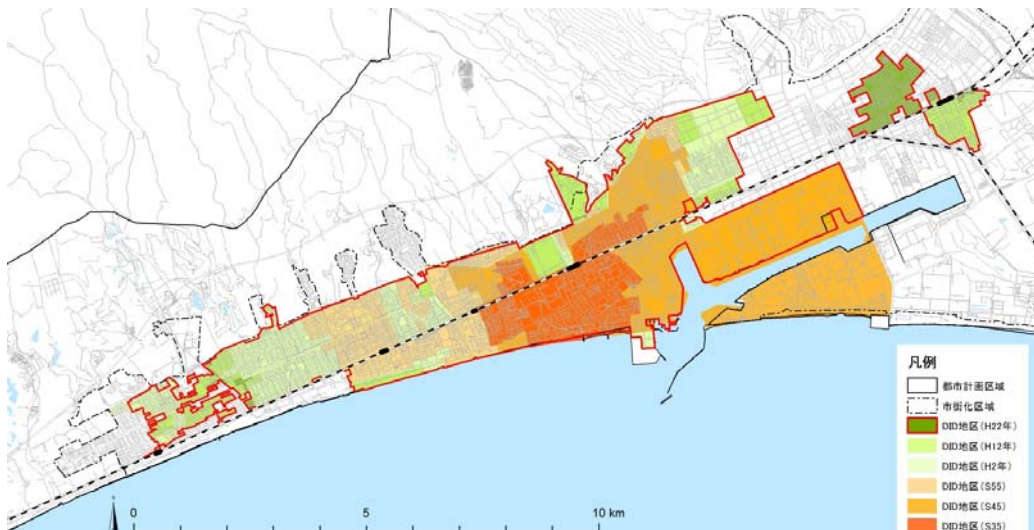 凡例
都市計画区域
市街化区域
DID地区(H22年)
DID地区(H12年)
DID地区(H2年)
DID地区(S55)
DID地区(S45)
DID地区(S35)
0 5 10 km